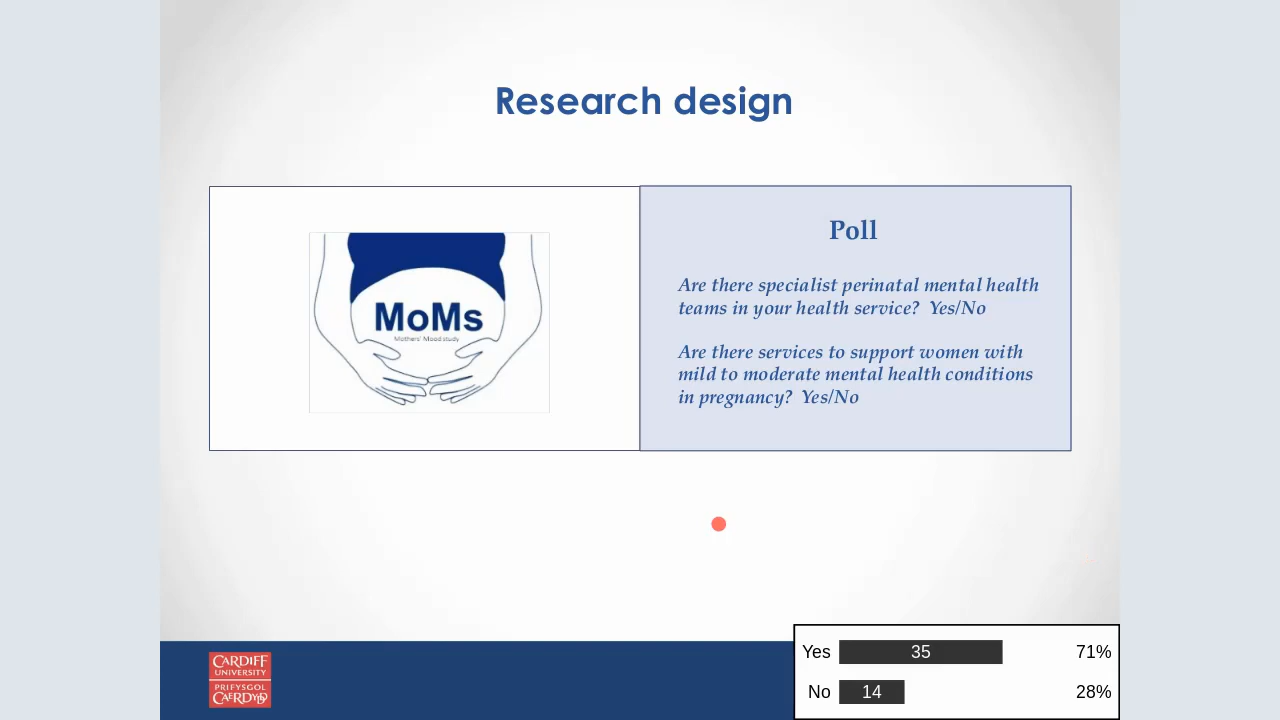 Research design
MoMs
Mothers' Mood study
Poll
Are there specialist perinatal mental health
teams in your health service?  Yes/No
Are there services to support women with
mild to moderate mental health conditions
in pregnancy?  Yes/No
CARDIFF
UNIVERSITY
PRIFYSGOL
CAERDYDD
Yes 35 71%
No 14 28%